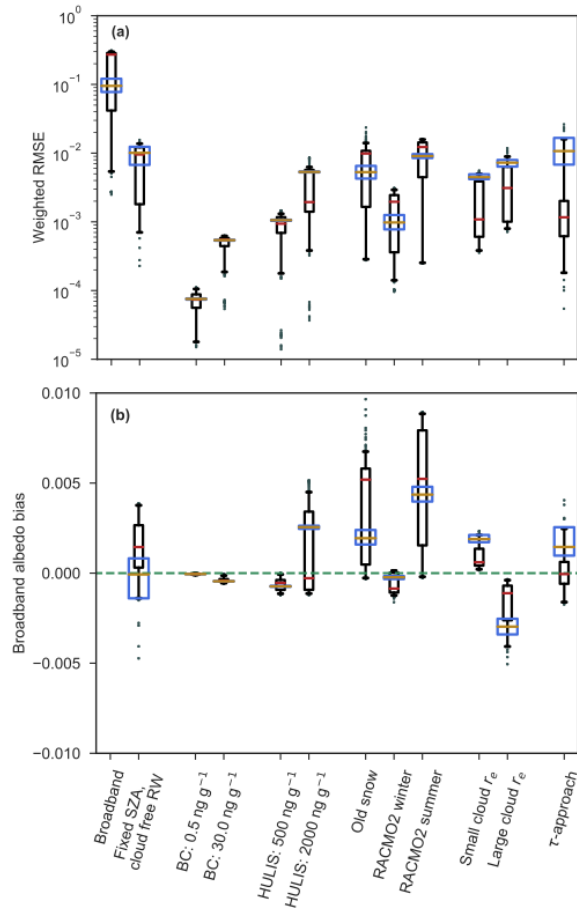 (a)
10⁰
10⁻¹
10⁻²
10⁻³
10⁻⁴
10⁻⁵
Weighted RMSE
(b)
0.010
0.005
0.000
−0.005
−0.010
Broadband albedo bias
Broadband
Fixed SZA,
cloud free RW
BC: 0.5 ng g⁻¹
BC: 30.0 ng g⁻¹
HULIS: 500 ng g⁻¹
HULIS: 2000 ng g⁻¹
Old snow
RACMO2 winter
RACMO2 summer
Small cloud rₑ
Large cloud rₑ
τ-approach